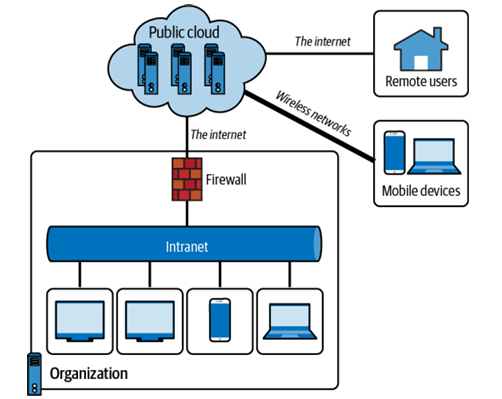 Public cloud
The internet
Remote users
Wireless networks
Mobile devices
The internet
Firewall
Intranet
Organization